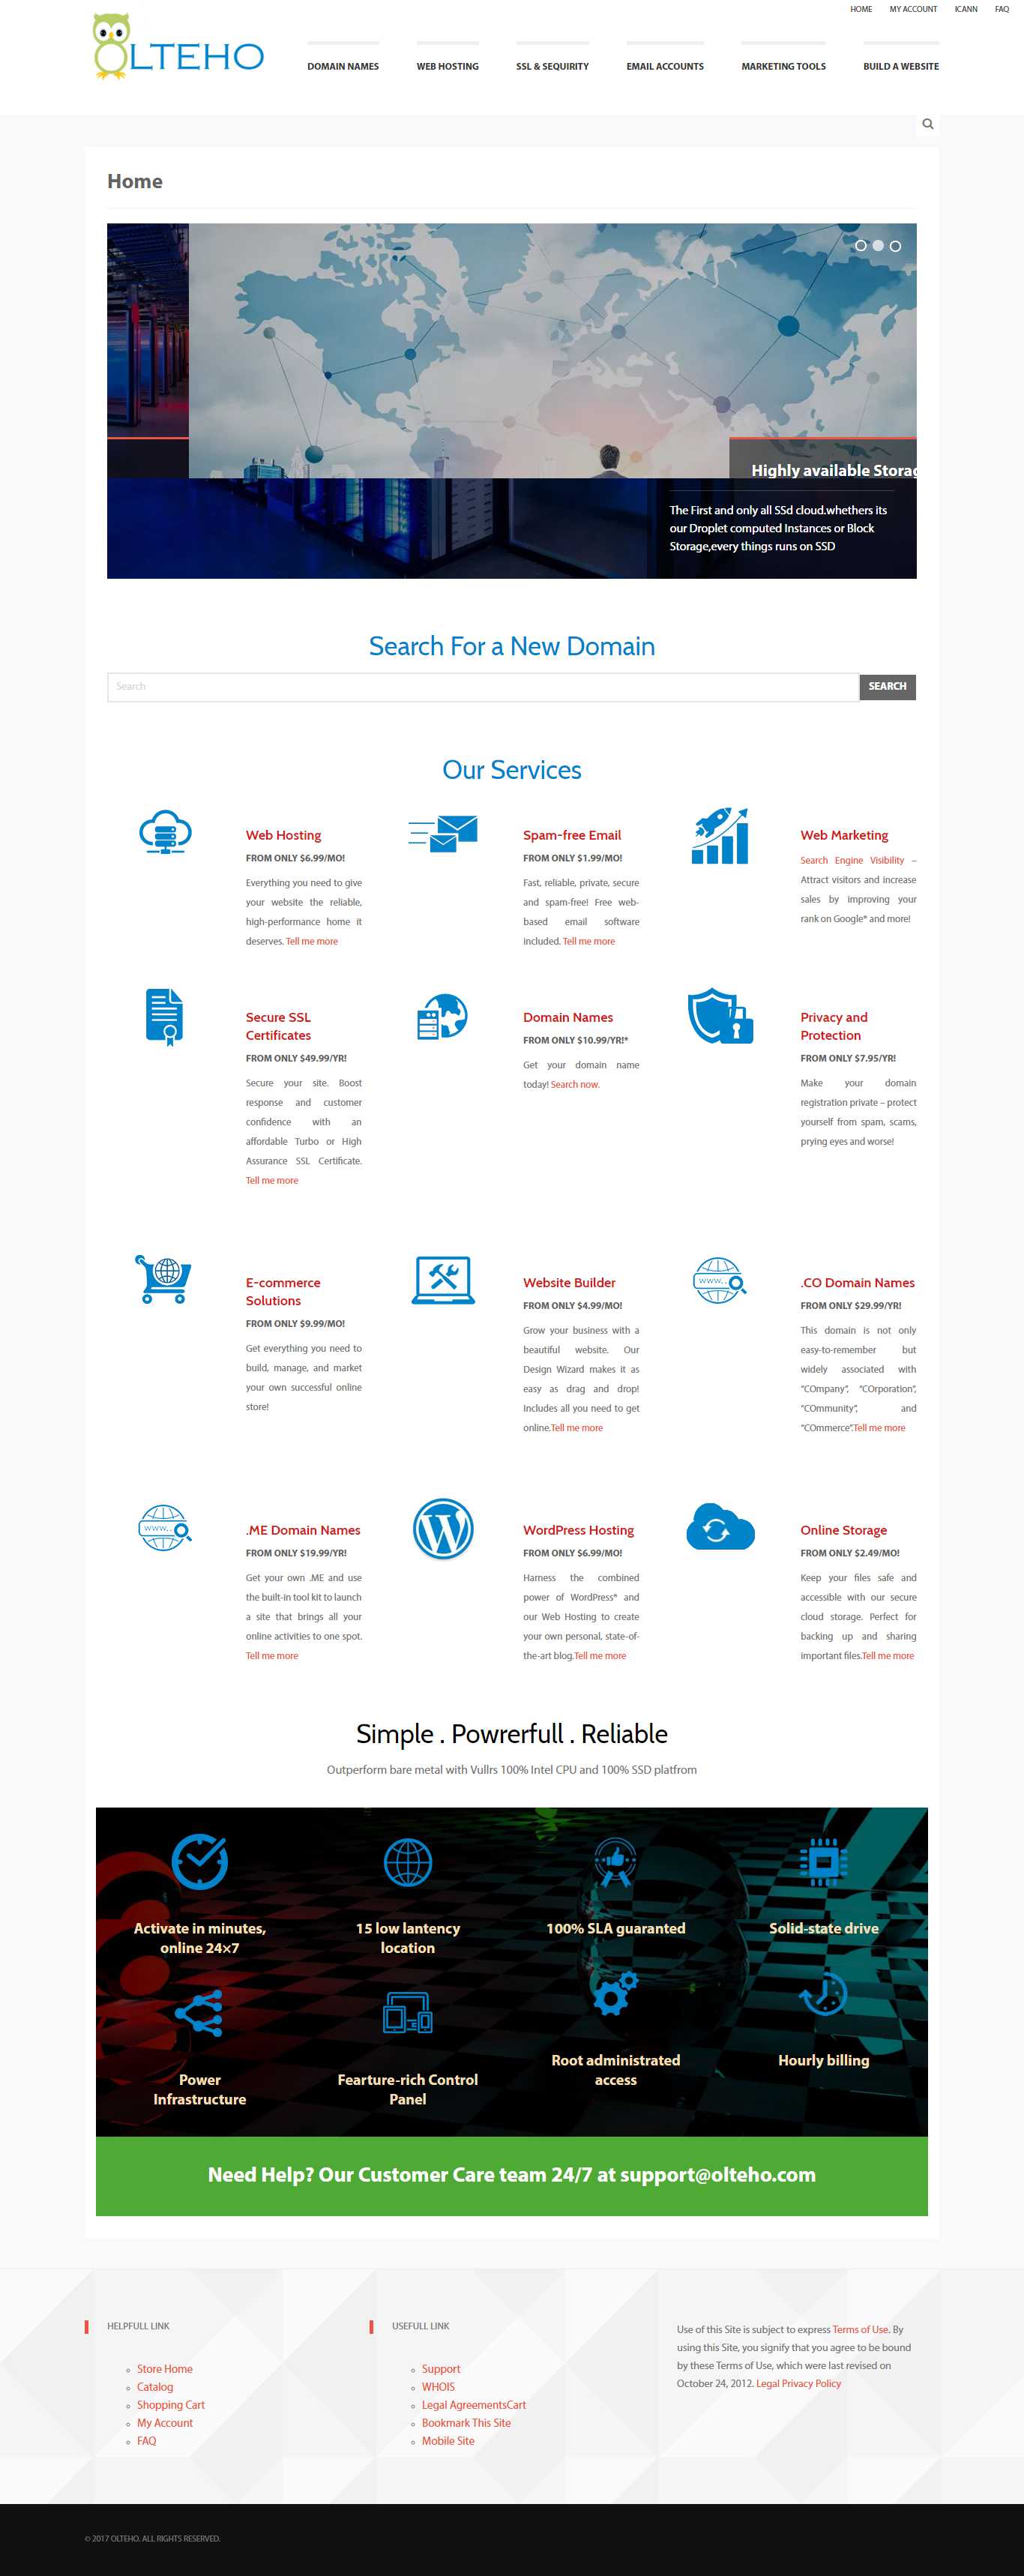 HOME MY ACCOUNT ICANN FAQ
OLTEHO
DOMAIN NAMES WEB HOSTING SSL & SEQUIRITY EMAIL ACCOUNTS MARKETING TOOLS BUILD A WEBSITE
Home
Highly available Storag
The First and only all SSd cloud.whethers its
our Droplet computed Instances or Block
Storage,every things runs on SSD
Search For a New Domain
Search
SEARCH
Our Services
Web Hosting
FROM ONLY $6.99/MO!
Everything you need to give
your website the reliable,
high-performance home it
deserves. Tell me more
Spam-free Email
FROM ONLY $1.99/MO!
Fast, reliable, private, secure
and spam-free! Free web-
based email software
included. Tell me more
Web Marketing
Search Engine Visibility –
Attract visitors and increase
sales by improving your
rank on Google® and more!
Secure SSL
Certificates
FROM ONLY $49.99/YR!
Secure your site. Boost
response and customer
confidence with an
affordable Turbo or High
Assurance SSL Certificate.
Tell me more
Domain Names
FROM ONLY $10.99/YR!*
Get your domain name
today! Search now.
Privacy and
Protection
FROM ONLY $7.95/YR!
Make your domain
registration private – protect
yourself from spam, scams,
prying eyes and worse!
E-commerce
Solutions
FROM ONLY $9.99/MO!
Get everything you need to
build, manage, and market
your own successful online
store!
Website Builder
FROM ONLY $4.99/MO!
Grow your business with a
beautiful website. Our
Design Wizard makes it as
easy as drag and drop!
Includes all you need to get
online.Tell me more
.CO Domain Names
FROM ONLY $29.99/YR!
This domain is not only
easy-to-remember but
widely associated with
“COmpany”, “COrporation”,
“COmmunity”, and
“COmmerce”.Tell me more
www..
.ME Domain Names
FROM ONLY $19.99/YR!
Get your own .ME and use
the built-in tool kit to launch
a site that brings all your
online activities to one spot.
Tell me more
www..
WordPress Hosting
FROM ONLY $6.99/MO!
Harness the combined
power of WordPress® and
our Web Hosting to create
your own personal, state-of-
the-art blog.Tell me more
Online Storage
FROM ONLY $2.49/MO!
Keep your files safe and
accessible with our secure
cloud storage. Perfect for
backing up and sharing
important files.Tell me more
Simple . Powrerfull . Reliable
Outperform bare metal with Vullrs 100% Intel CPU and 100% SSD platfrom
Activate in minutes,
online 24×7
15 low lantency
location
100% SLA guaranted
Solid-state drive
Power
Infrastructure
Fearture-rich Control
Panel
Root administrated
access
Hourly billing
Need Help? Our Customer Care team 24/7 at support@olteho.com
HELPFULL LINK
Store Home
Catalog
Shopping Cart
My Account
FAQ
USEFULL LINK
Support
WHOIS
Legal AgreementsCart
Bookmark This Site
Mobile Site
Use of this Site is subject to express Terms of Use. By
using this Site, you signify that you agree to be bound
by these Terms of Use, which were last revised on
October 24, 2012. Legal Privacy Policy
© 2017 OLTEHO. ALL RIGHTS RESERVED.